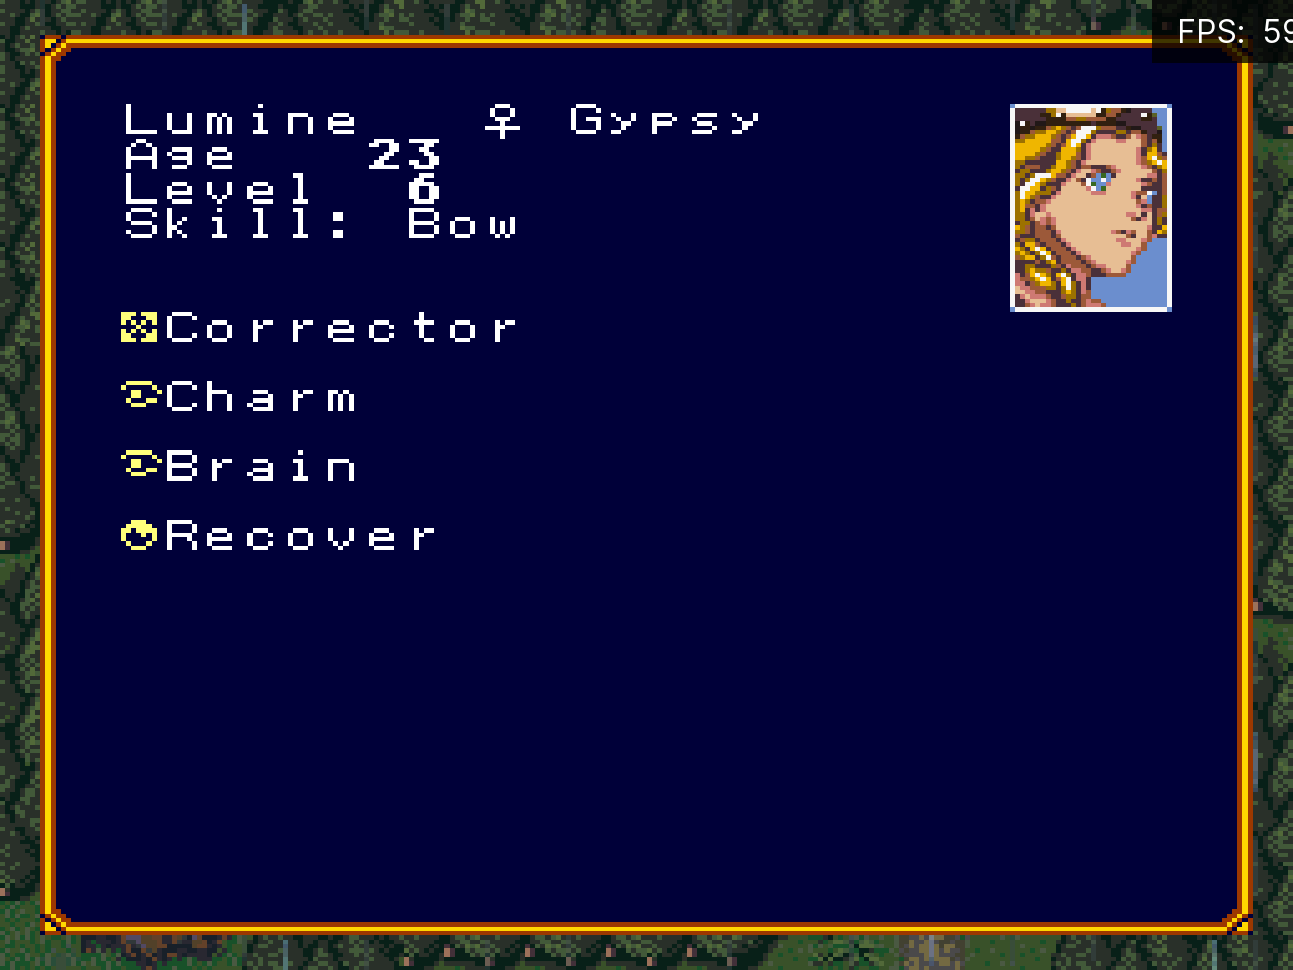 FPS: 59
Lumine ♀ Gypsy
Age 23
Level 6
Skill: Bow
Corrector
Charm
Brain
Recover